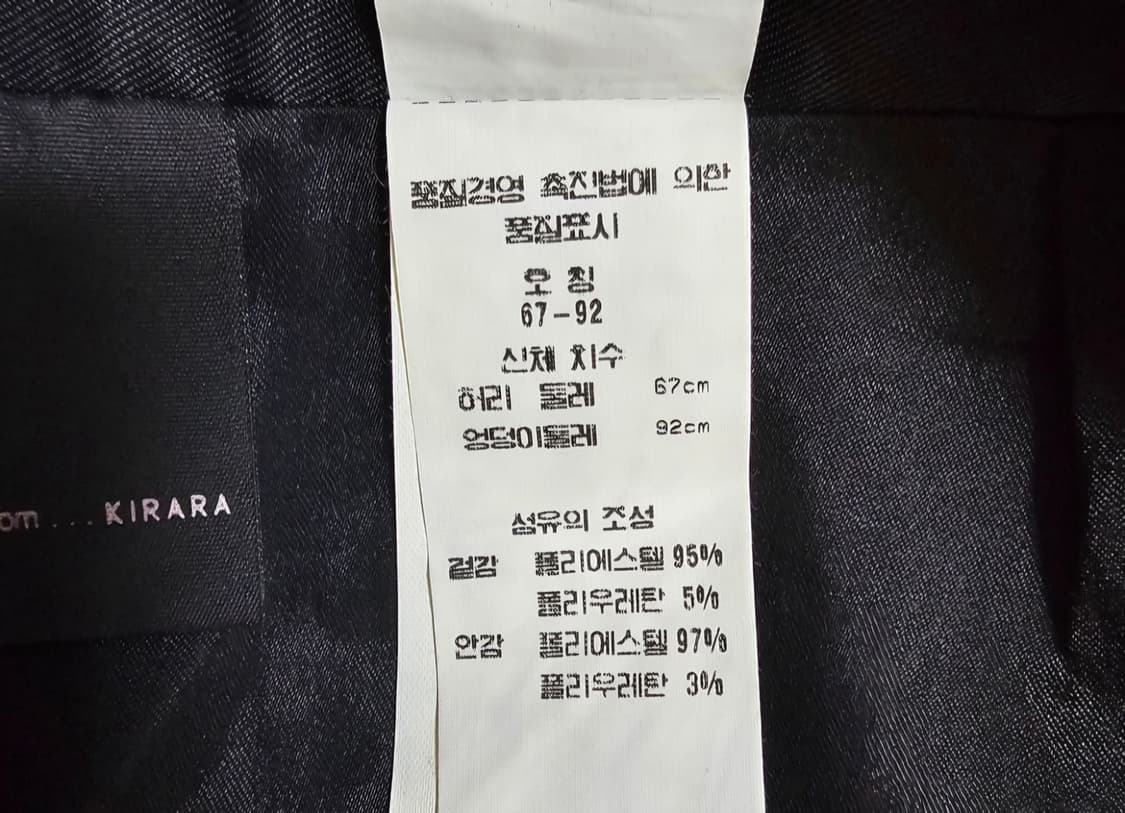 품질경영 촉진법에 의한
품질표시
호 칭
67-92
신체 치수
허리 둘레 67cm
엉덩이둘레 92cm
섬유의 조성
겉감 폴리에스텔 95%
폴리우레탄 5%
안감 폴리에스텔 97%
폴리우레탄 3%
om ... KIRARA